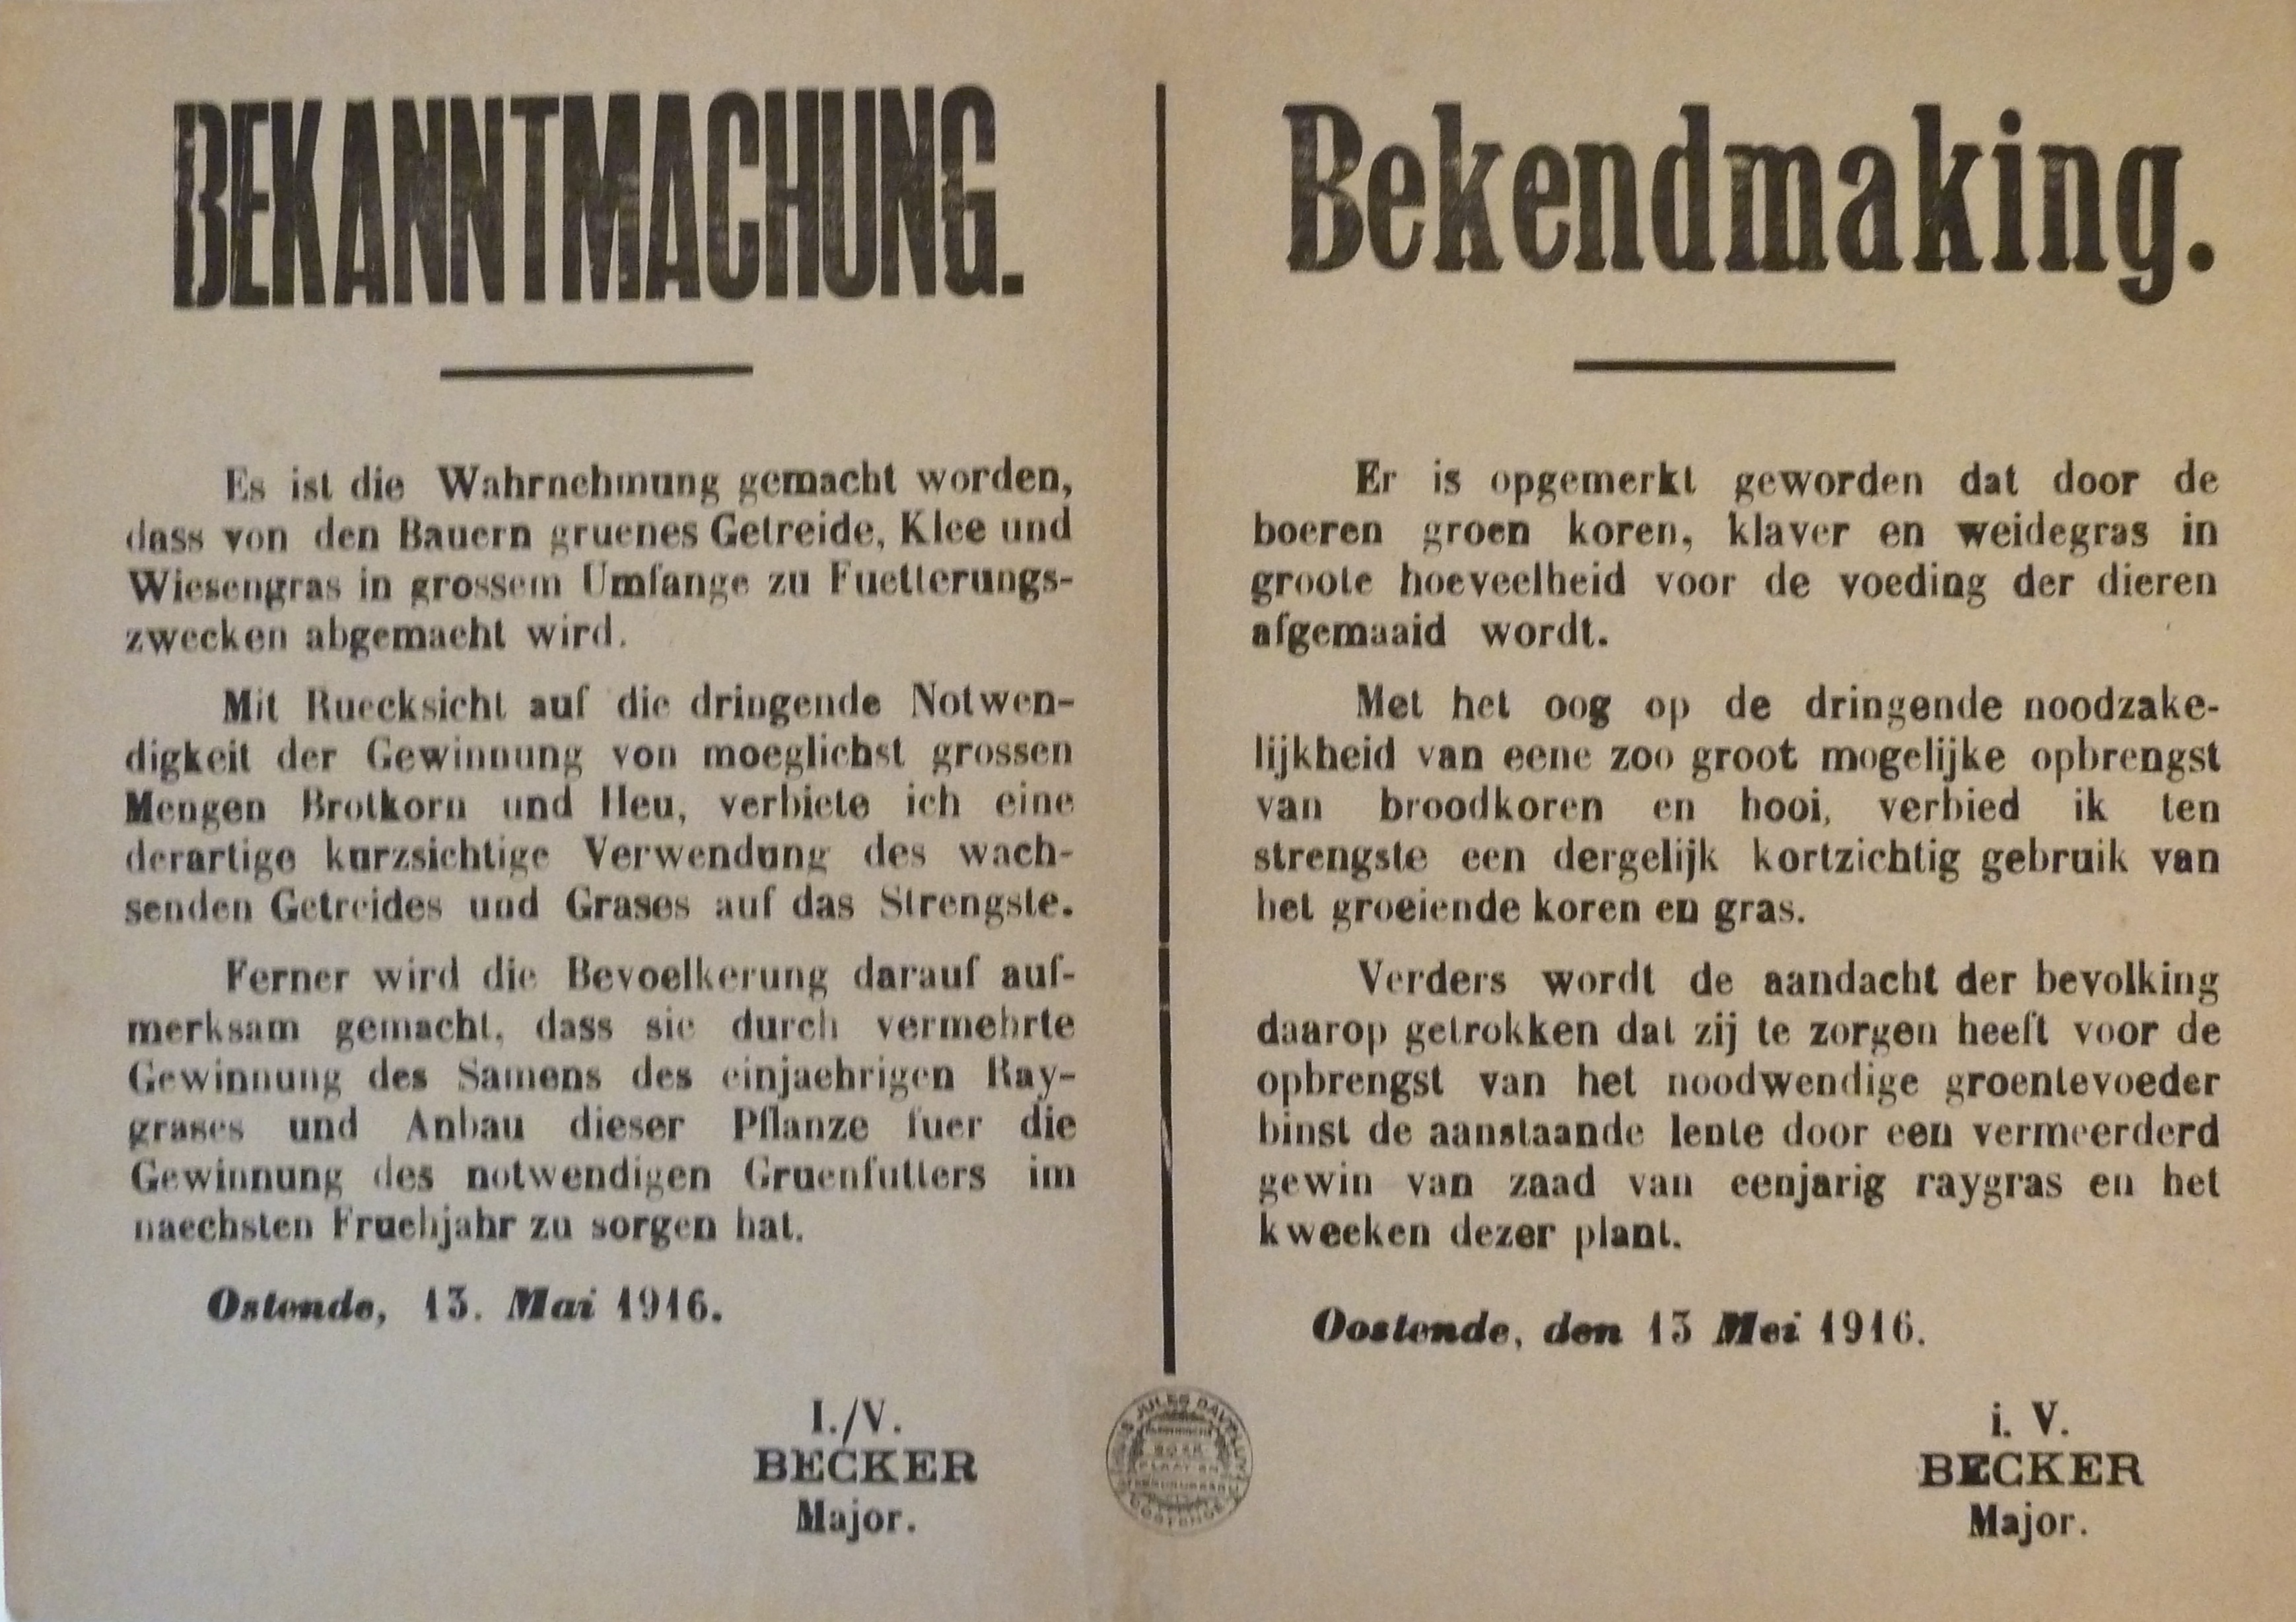 BEKANNTMACHUNG.
Es ist die Wahrnehmung gemacht worden,
dass von den Bauern gruenes Getreide, Klee und
Wiesengras in grossem Umfange zu Fuetterungs-
zwecken abgemacht wird.
Mit Ruecksicht auf die dringende Notwen-
digkeit der Gewinnung von moeglichst grossen
Mengen Brotkorn und Heu, verbiete ich eine
derartige kurzsichtige Verwendung des wach-
senden Getreides und Grases auf das Strengste.
Ferner wird die Bevoelkerung darauf auf-
merksam gemacht, dass sie durch vermehrte
Gewinnung des Samens des einjaehrigen Ray-
grases und Anbau dieser Pflanze fuer die
Gewinnung des notwendigen Gruenfutters im
naechsten Fruehjahr zu sorgen hat.
Ostende, 13. Mai 1916.
I./V.
BECKER
Major.
Bekendmaking.
Er is opgemerkt geworden dat door de
boeren groen koren, klaver en weidegras in
groote hoeveelheid voor de voeding der dieren
afgemaaid wordt.
Met het oog op de dringende noodzake-
lijkheid van eene zoo groot mogelijke opbrengst
van broodkoren en hooi, verbied ik ten
strengste een dergelijk kortzichtig gebruik van
het groeiende koren en gras.
Verders wordt de aandacht der bevolking
daarop getrokken dat zij te zorgen heeft voor de
opbrengst van het noodwendige groentevoeder
binst de aanstaande lente door een vermeerderd
gewin van zaad van eenjarig raygras en het
kweeken dezer plant.
Oostende, den 13 Mei 1916.
i. V.
BECKER
Major.
JULES